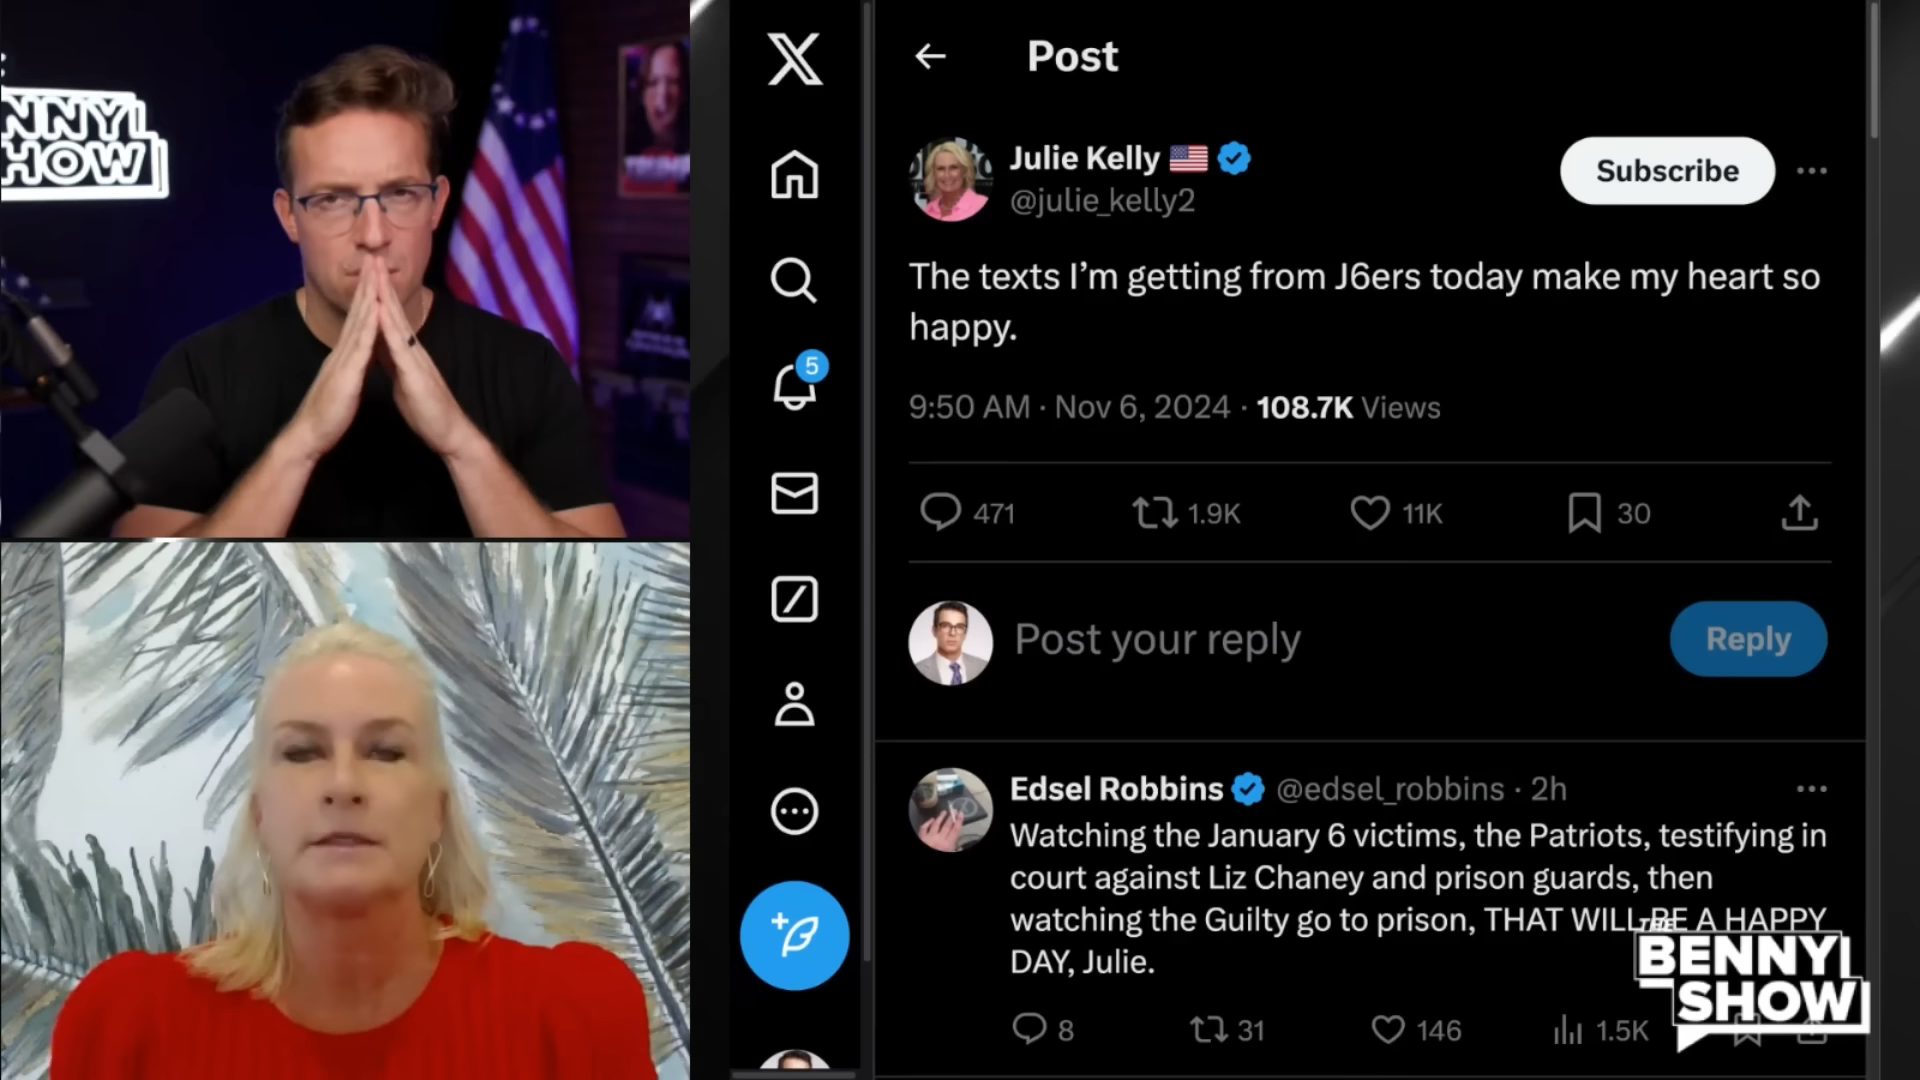 NNY
HOW
Post
Julie Kelly
@julie_kelly2
Subscribe
The texts I’m getting from J6ers today make my heart so
happy.
9:50 AM · Nov 6, 2024 · 108.7K Views
5
471
1.9K
11K
30
Post your reply
Reply
Edsel Robbins @edsel_robbins · 2h
Watching the January 6 victims, the Patriots, testifying in
court against Liz Chaney and prison guards, then
watching the Guilty go to prison, THAT WILL BE A HAPPY
DAY, Julie.
8
31
146
1.5K
THE
BENNY
SHOW